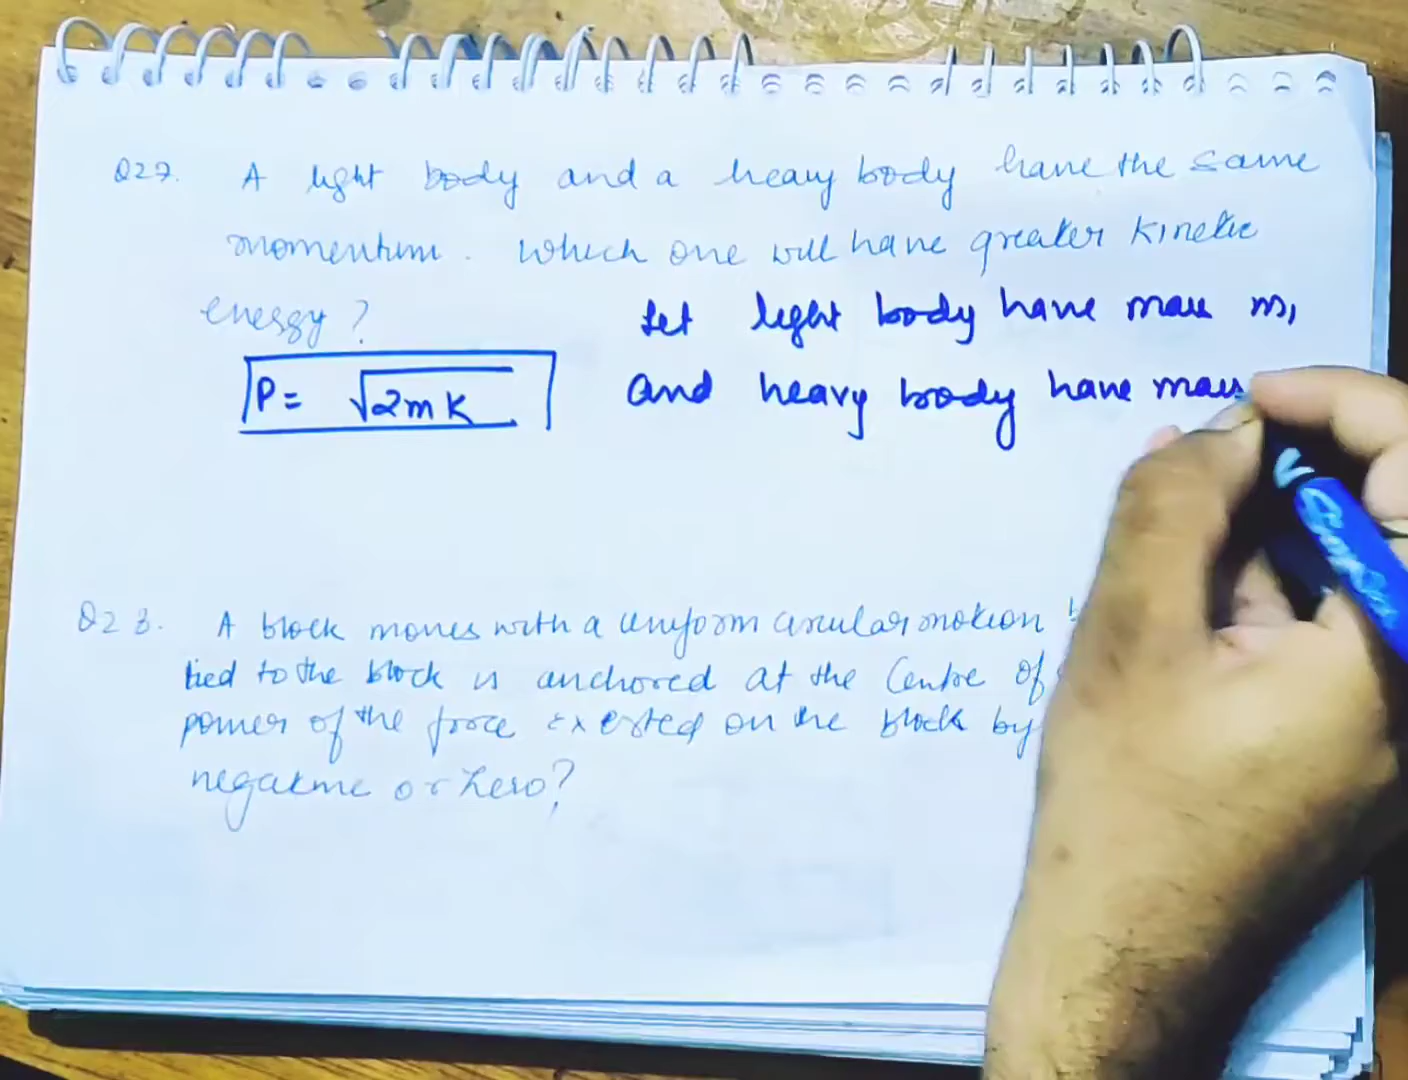 Q27. A light body and a heavy body have the same
momentum. Which one will have greater kinetic
energy?
Let light body have mass m1
P= √2mK
and heavy body have mass
Q28. A block moves with a uniform circular motion
tied to the block is anchored at the Centre of
power of the force exerted on the block by
negative or zero?